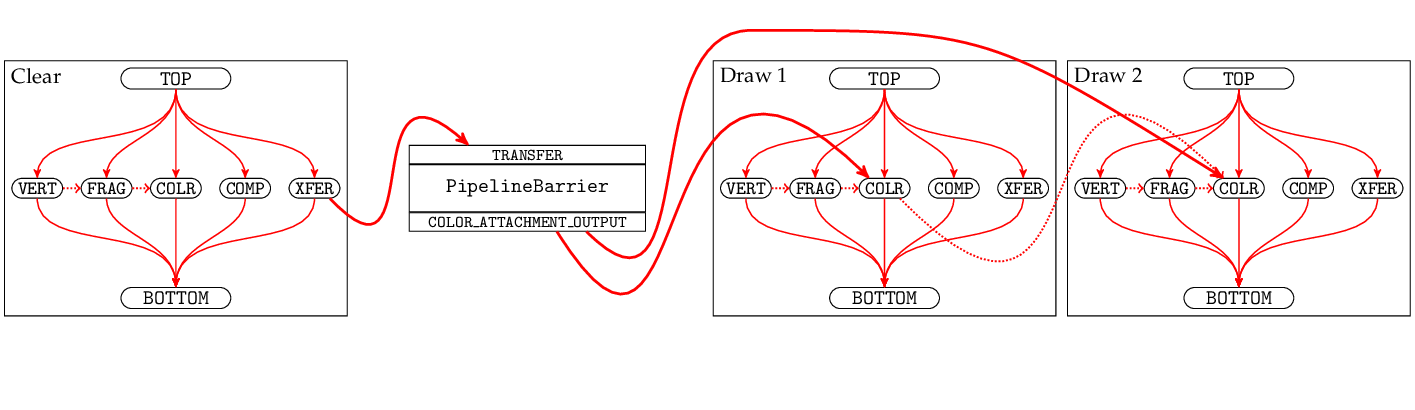 Clear
TOP
VERT FRAG COLR COMP XFER
BOTTOM
TRANSFER
PipelineBarrier
COLOR_ATTACHMENT_OUTPUT
Draw 1
TOP
VERT FRAG COLR COMP XFER
BOTTOM
Draw 2
TOP
VERT FRAG COLR COMP XFER
BOTTOM